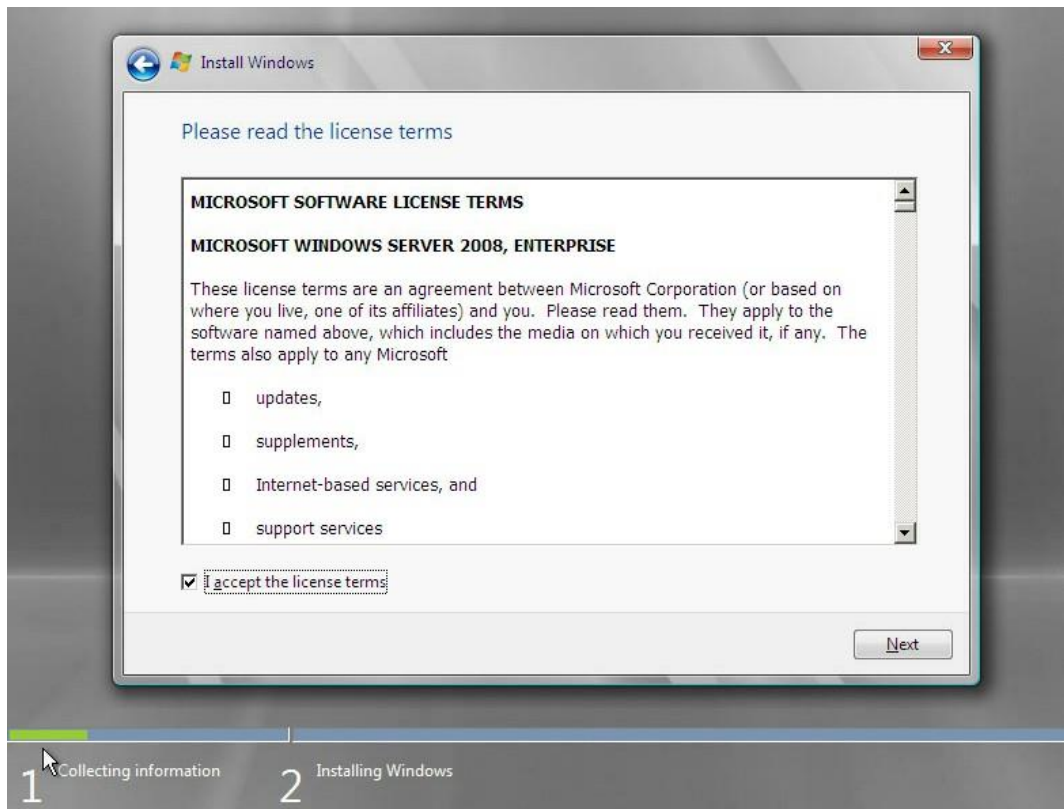 Install Windows
Please read the license terms
MICROSOFT SOFTWARE LICENSE TERMS
MICROSOFT WINDOWS SERVER 2008, ENTERPRISE
These license terms are an agreement between Microsoft Corporation (or based on
where you live, one of its affiliates) and you.  Please read them.  They apply to the
software named above, which includes the media on which you received it, if any.  The
terms also apply to any Microsoft
▯ updates,
▯ supplements,
▯ Internet-based services, and
▯ support services
I accept the license terms
Next
1 Collecting information
2 Installing Windows